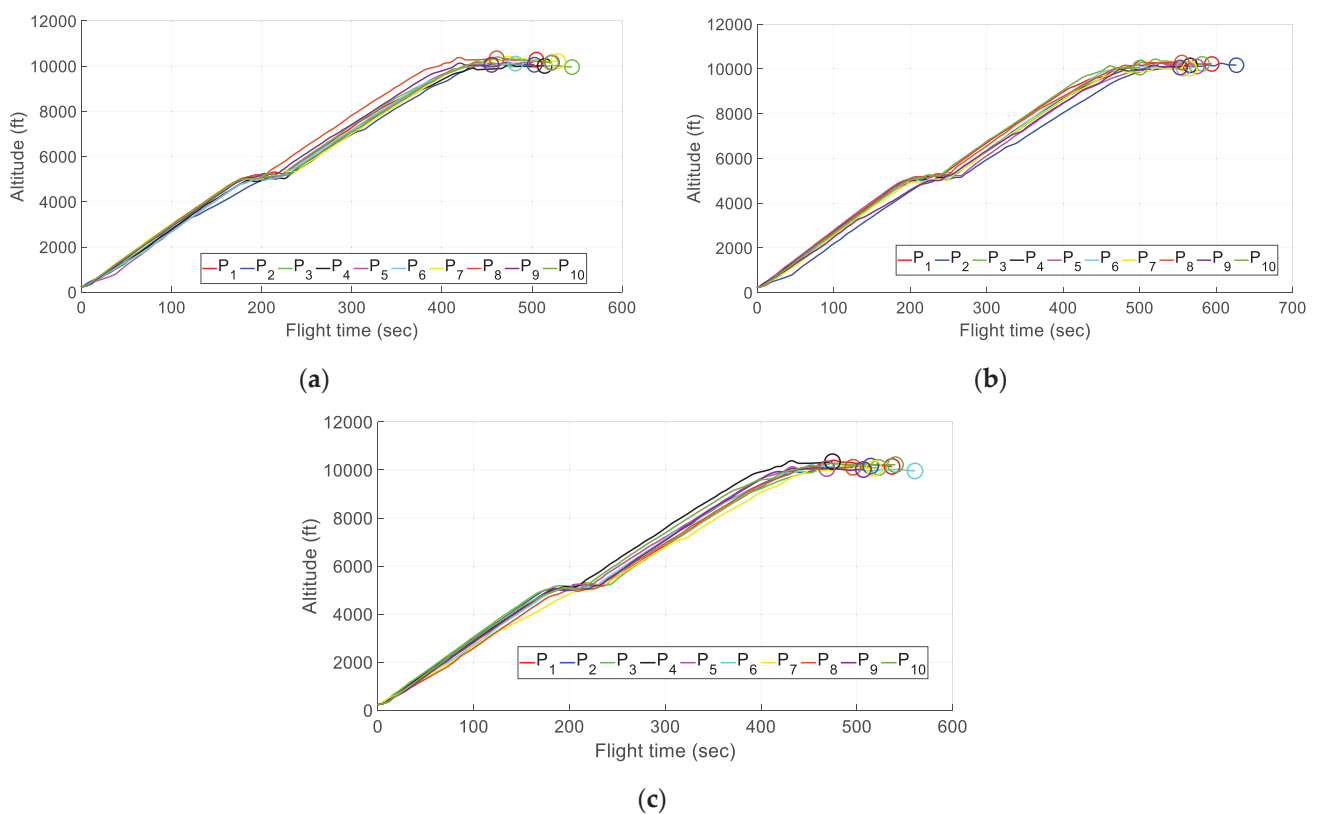 12000
10000
8000
6000
4000
2000
0
Altitude (ft)
P1 P2 P3 P4 P5 P6 P7 P8 P9 P10
0 100 200 300 400 500 600
Flight time (sec)
(a)
12000
10000
8000
6000
4000
2000
0
Altitude (ft)
P1 P2 P3 P4 P5 P6 P7 P8 P9 P10
0 100 200 300 400 500 600 700
Flight time (sec)
(b)
12000
10000
8000
6000
4000
2000
0
Altitude (ft)
P1 P2 P3 P4 P5 P6 P7 P8 P9 P10
0 100 200 300 400 500 600
Flight time (sec)
(c)